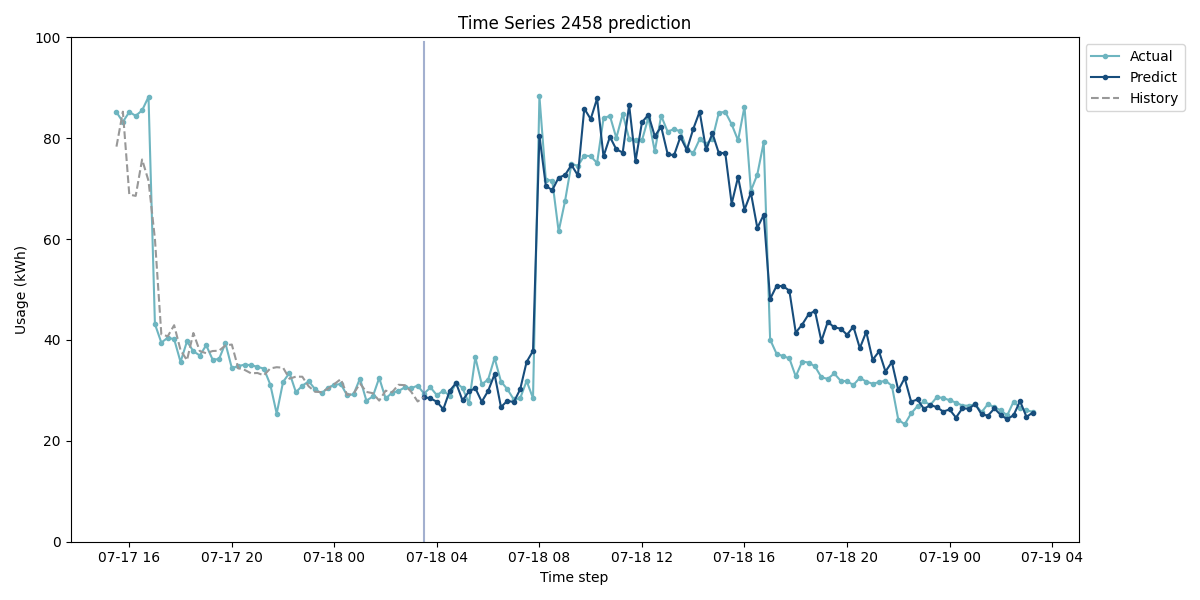 Time Series 2458 prediction
Usage (kWh)
100
80
60
40
20
0
07-17 16
07-17 20
07-18 00
07-18 04
07-18 08
07-18 12
07-18 16
07-18 20
07-19 00
07-19 04
Time step
Actual
Predict
History